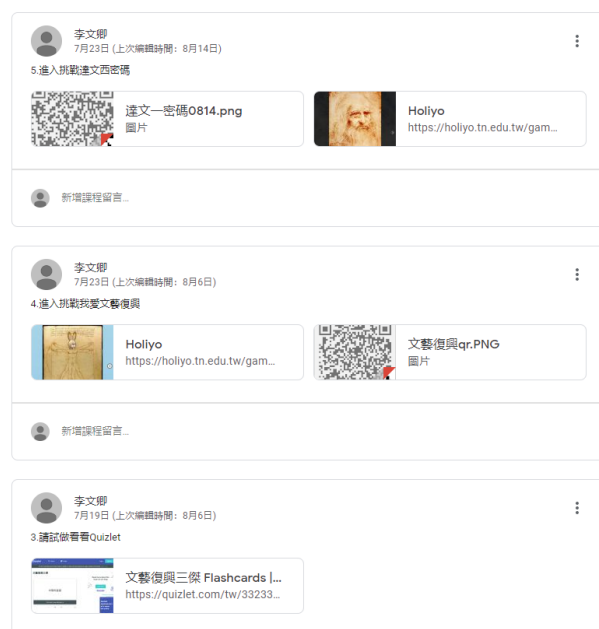 李文卿
7月23日 (上次編輯時間：8月14日)
5.進入挑戰達文西密碼
達文一密碼0814.png
圖片
Holiyo
https://holiyo.tn.edu.tw/gam...
新增課程留言...
李文卿
7月23日 (上次編輯時間：8月6日)
4.進入挑戰我愛文藝復興
Holiyo
https://holiyo.tn.edu.tw/gam...
文藝復興qr.PNG
圖片
新增課程留言...
李文卿
7月19日 (上次編輯時間：8月6日)
3.請試做看看Quizlet
文藝復興三傑 Flashcards |...
https://quizlet.com/tw/33233...